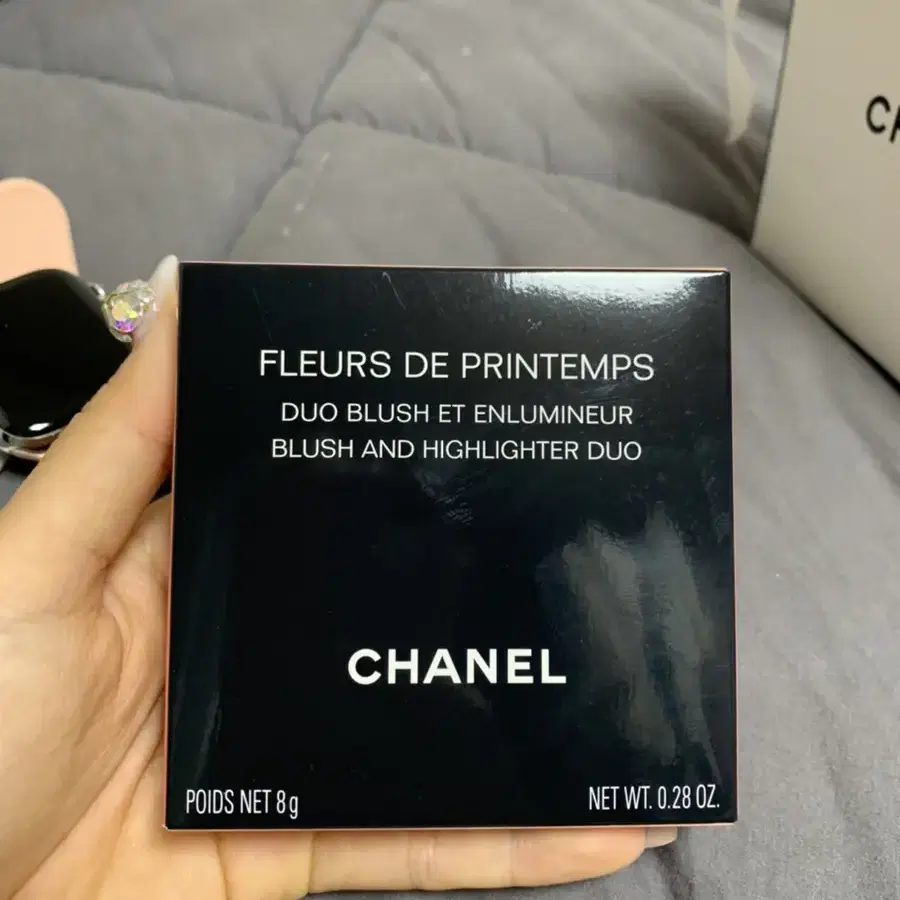 FLEURS DE PRINTEMPS
DUO BLUSH ET ENLUMINEUR
BLUSH AND HIGHLIGHTER DUO
CHANEL
POIDS NET 8g
NET WT. 0.28 OZ.